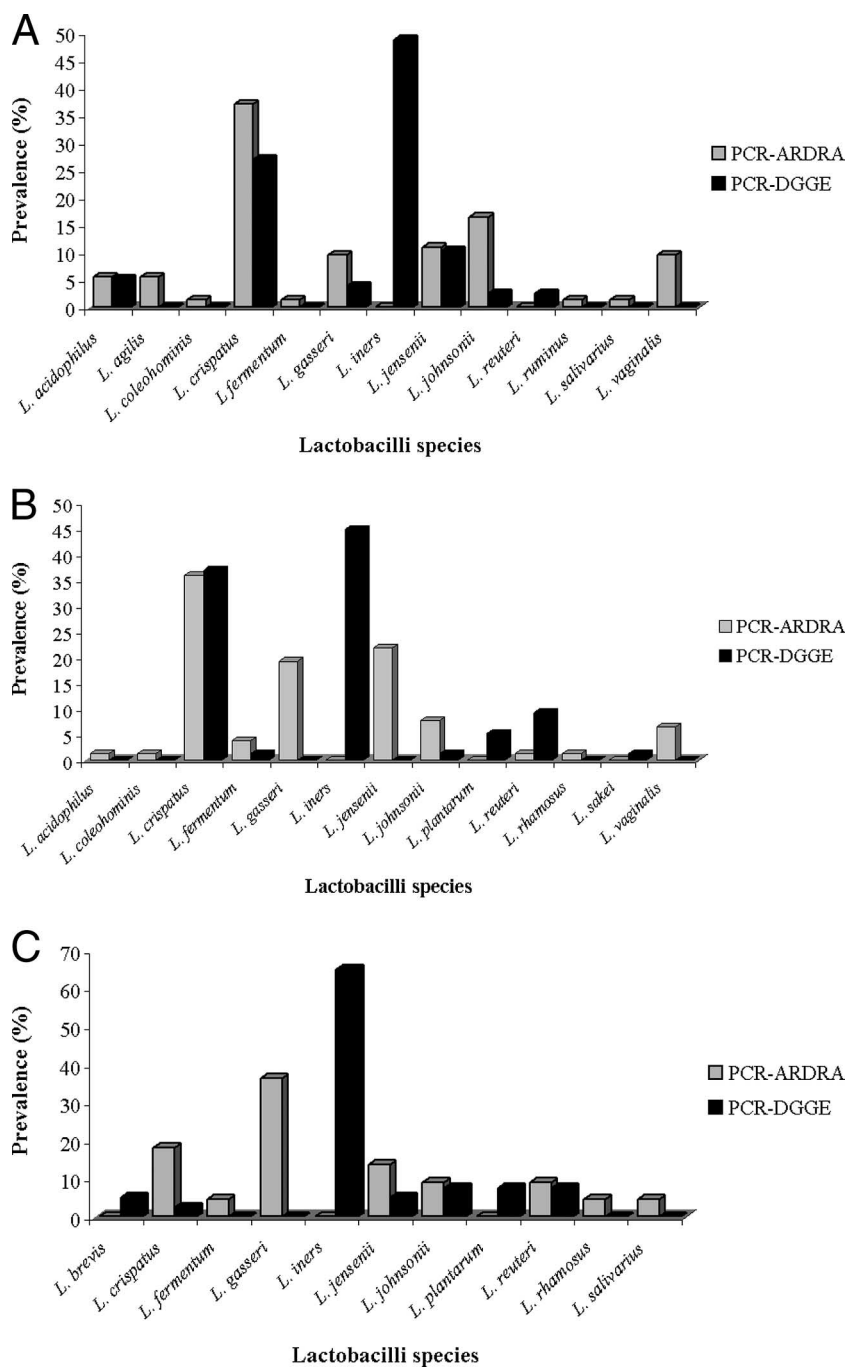 A
Prevalence (%)
50
45
40
35
30
25
20
15
10
5
0
L. acidophilus
L. agilis
L. coleohominis
L. crispatus
L fermentum
L. gasseri
L. iners
L. jensenii
L. johnsonii
L. reuteri
L. ruminus
L. salivarius
L. vaginalis
Lactobacilli species
PCR-ARDRA
PCR-DGGE
B
Prevalence (%)
50
45
40
35
30
25
20
15
10
5
0
L. acidophilus
L. coleohominis
L. crispatus
L. fermentum
L. gasseri
L. iners
L. jensenii
L. johnsonii
L. plantarum
L. reuteri
L. rhamosus
L. sakei
L. vaginalis
Lactobacilli species
PCR-ARDRA
PCR-DGGE
C
Prevalence (%)
70
60
50
40
30
20
10
0
L. brevis
L. crispatus
L. fermentum
L. gasseri
L. iners
L. jensenii
L. johnsonii
L. plantarum
L. reuteri
L. rhamosus
L. salivarius
Lactobacilli species
PCR-ARDRA
PCR-DGGE